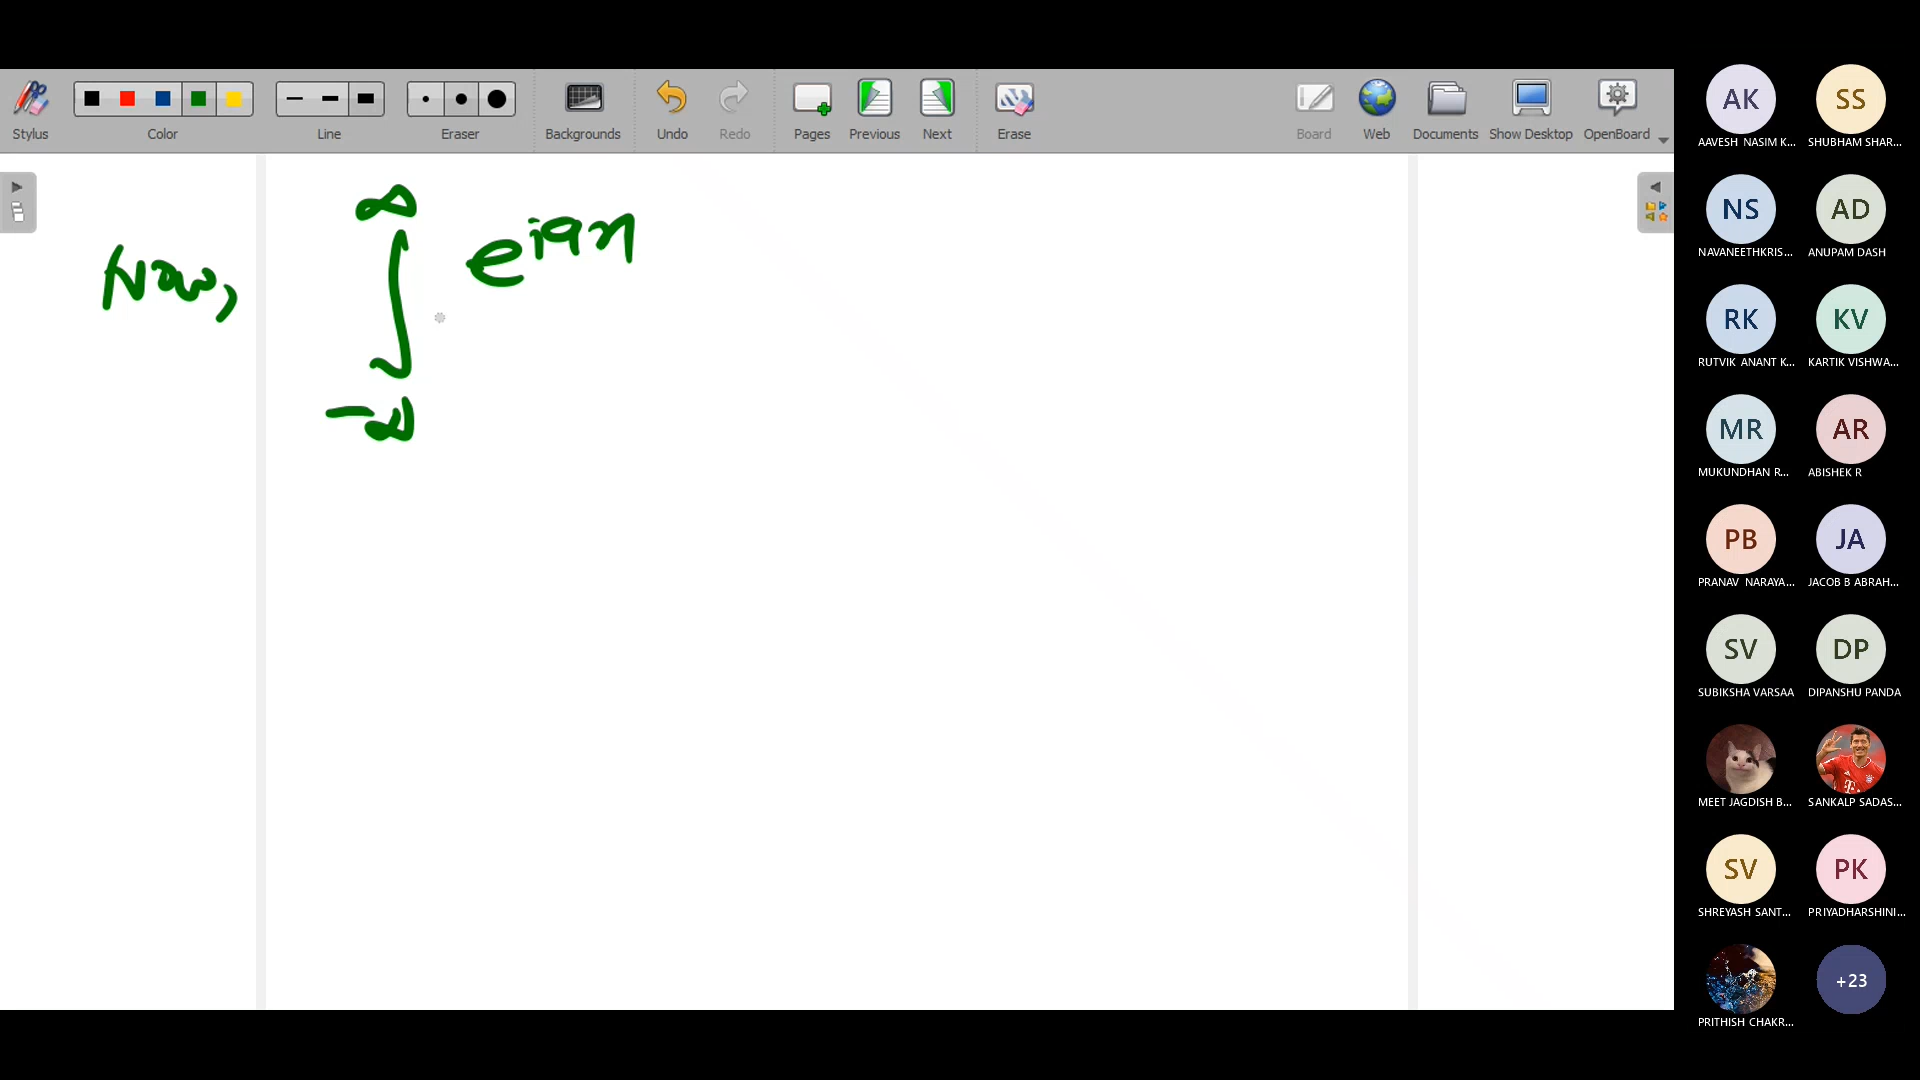 Stylus Color Line Eraser Backgrounds Undo Redo Pages Previous Next Erase Board Web Documents Show Desktop OpenBoard
Now, ∫_{-∞}^{∞} e^{iqx}
AK SS
AAVESH NASIM K... SHUBHAM SHAR...
NS AD
NAVANEETHKRIS... ANUPAM DASH
RK KV
RUTVIK ANANT K... KARTIK VISHWA...
MR AR
MUKUNDHAN R... ABISHEK R
PB JA
PRANAV NARAYA... JACOB B ABRAH...
SV DP
SUBIKSHA VARSAA DIPANSHU PANDA
MEET JAGDISH B... SANKALP SADAS...
SV PK
SHREYASH SANT... PRIYADHARSHINI...
+23
PRITHISH CHAKR...